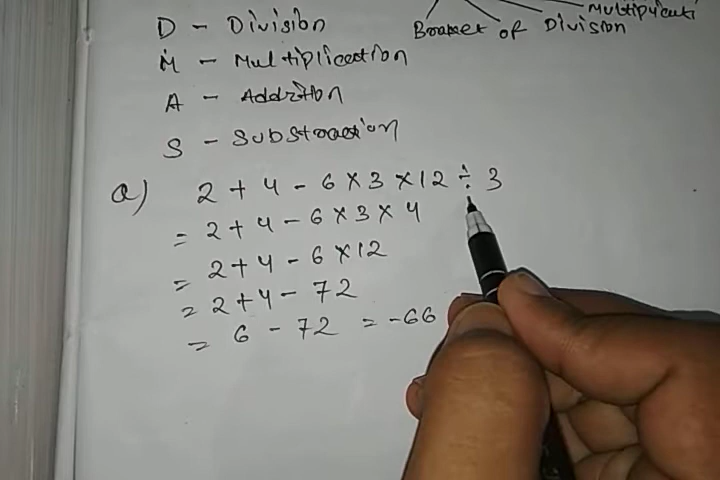 Multiplicati
D - Division
Bracket of Division
M - Multiplication
A - Addition
S - Substraction
Q) 2 + 4 - 6 × 3 × 12 ÷ 3
= 2 + 4 - 6 × 3 × 4
= 2 + 4 - 6 × 12
= 2 + 4 - 72
= 6 - 72 = -66